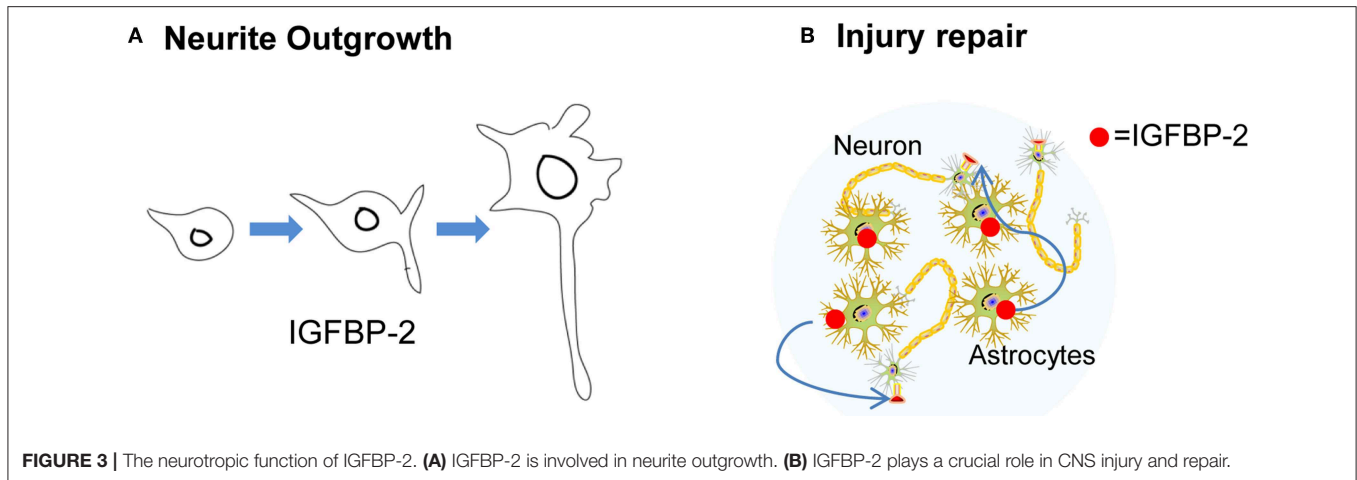 A Neurite Outgrowth
IGFBP-2
B Injury repair
Neuron
=IGFBP-2
Astrocytes
FIGURE 3 | The neurotropic function of IGFBP-2. (A) IGFBP-2 is involved in neurite outgrowth. (B) IGFBP-2 plays a crucial role in CNS injury and repair.